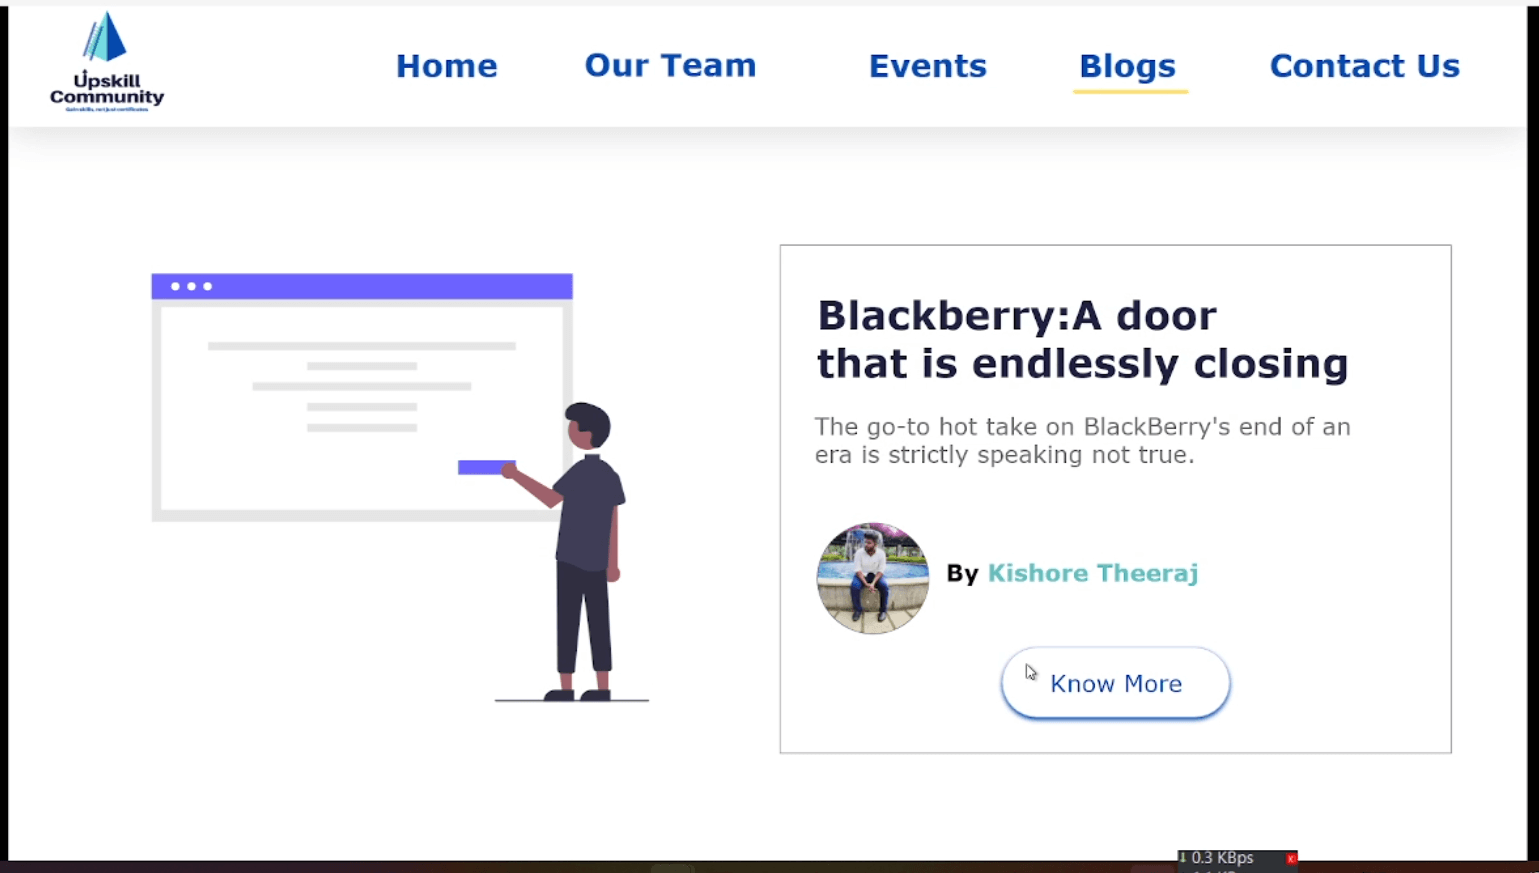 Upskill
Community
Home
Our Team
Events
Blogs
Contact Us
Blackberry:A door
that is endlessly closing
The go-to hot take on BlackBerry's end of an
era is strictly speaking not true.
By Kishore Theeraj
Know More
0.3 KBps